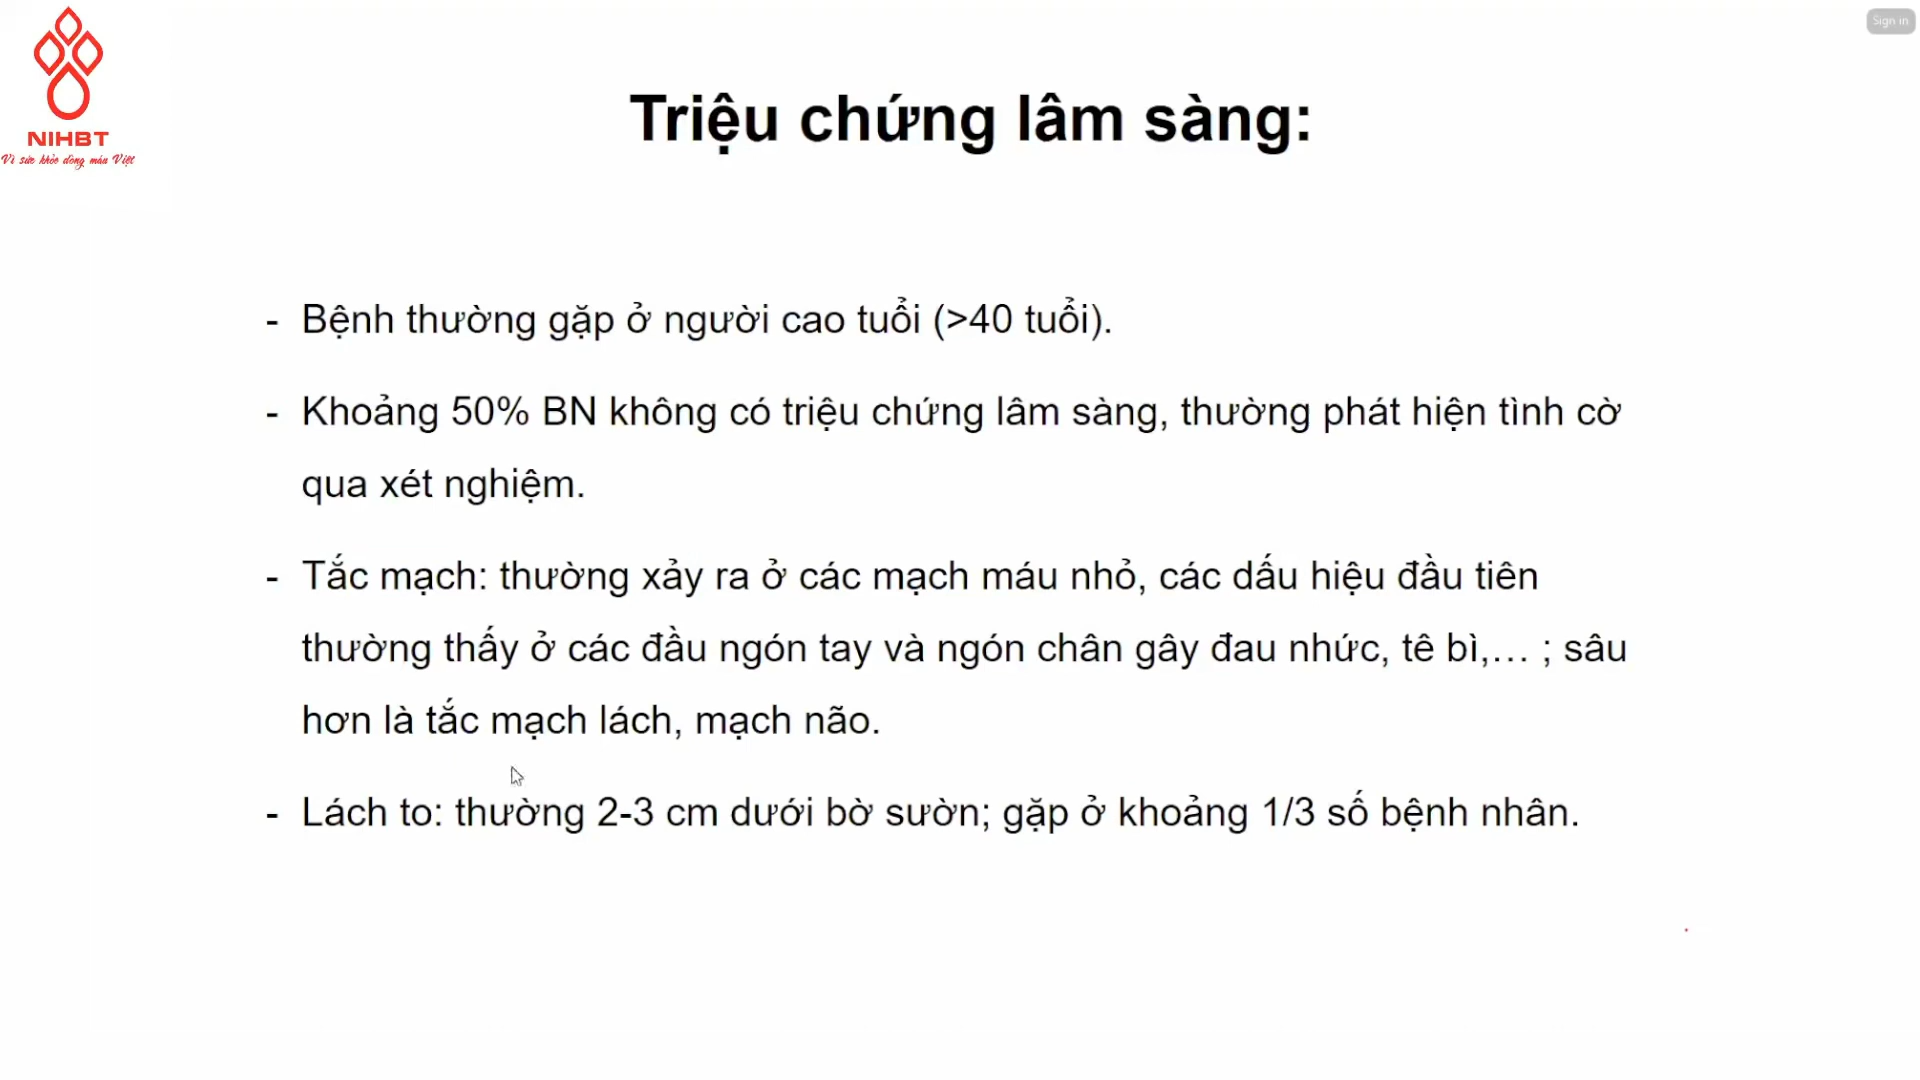 Sign in
NIHBT
Vì sức khỏe dòng máu Việt
Triệu chứng lâm sàng:
- Bệnh thường gặp ở người cao tuổi (>40 tuổi).
- Khoảng 50% BN không có triệu chứng lâm sàng, thường phát hiện tình cờ
qua xét nghiệm.
- Tắc mạch: thường xảy ra ở các mạch máu nhỏ, các dấu hiệu đầu tiên
thường thấy ở các đầu ngón tay và ngón chân gây đau nhức, tê bì,… ; sâu
hơn là tắc mạch lách, mạch não.
- Lách to: thường 2-3 cm dưới bờ sườn; gặp ở khoảng 1/3 số bệnh nhân.